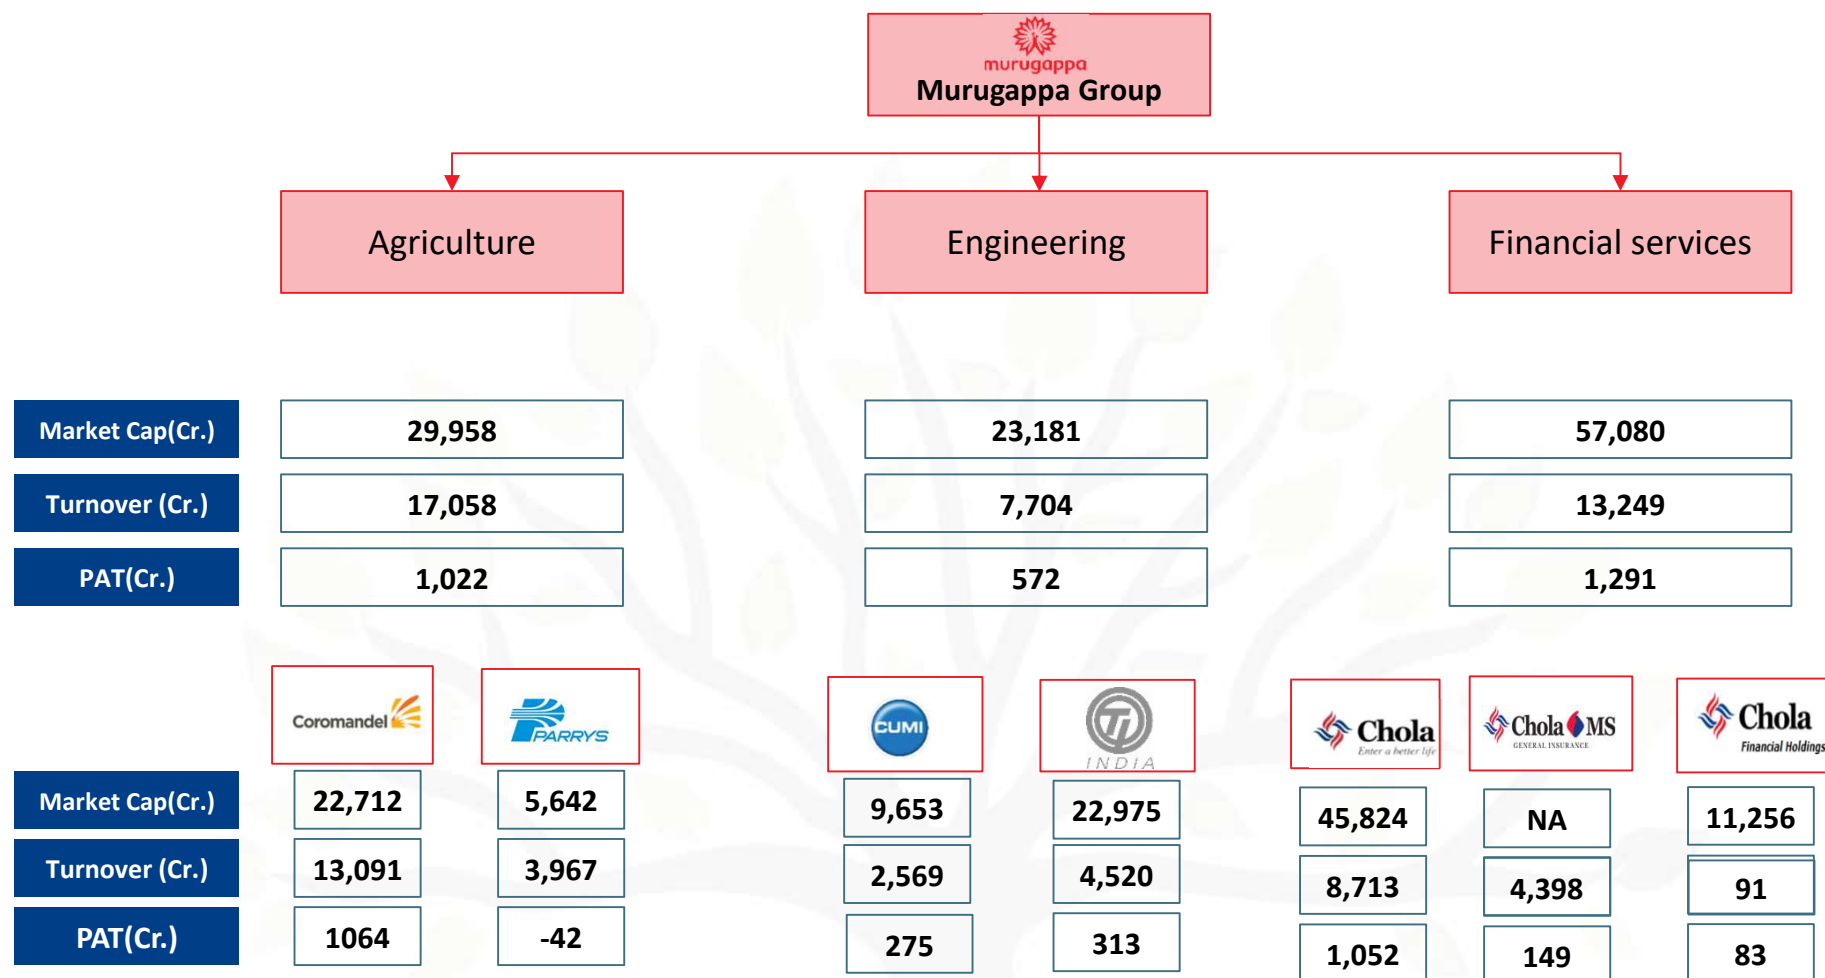 murugappa
Murugappa Group
Agriculture
Engineering
Financial services
Market Cap(Cr.)
29,958
23,181
57,080
Turnover (Cr.)
17,058
7,704
13,249
PAT(Cr.)
1,022
572
1,291
Coromandel
PARRYS
CUMI
TI
INDIA
Chola
Enter a better life
Chola MS
GENERAL INSURANCE
Chola
Financial Holdings
Market Cap(Cr.)
22,712
5,642
9,653
22,975
45,824
NA
11,256
Turnover (Cr.)
13,091
3,967
2,569
4,520
8,713
4,398
91
PAT(Cr.)
1064
-42
275
313
1,052
149
83